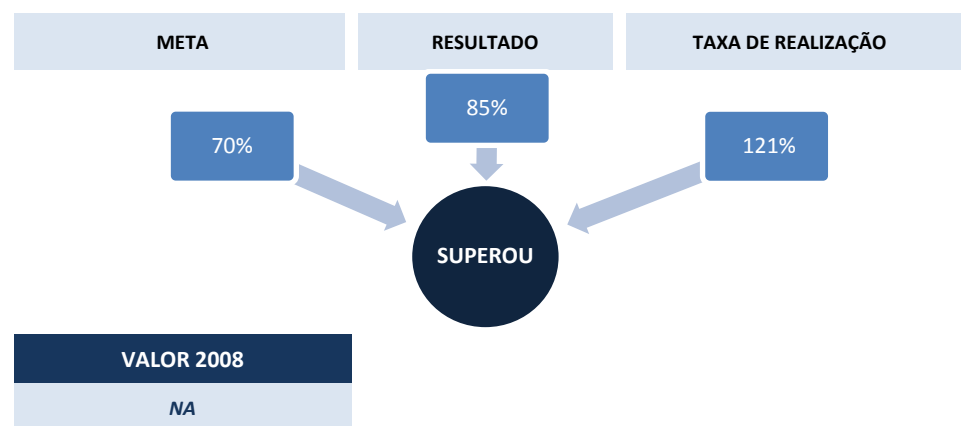 META
RESULTADO
TAXA DE REALIZAÇÃO
70%
85%
121%
SUPEROU
VALOR 2008
NA